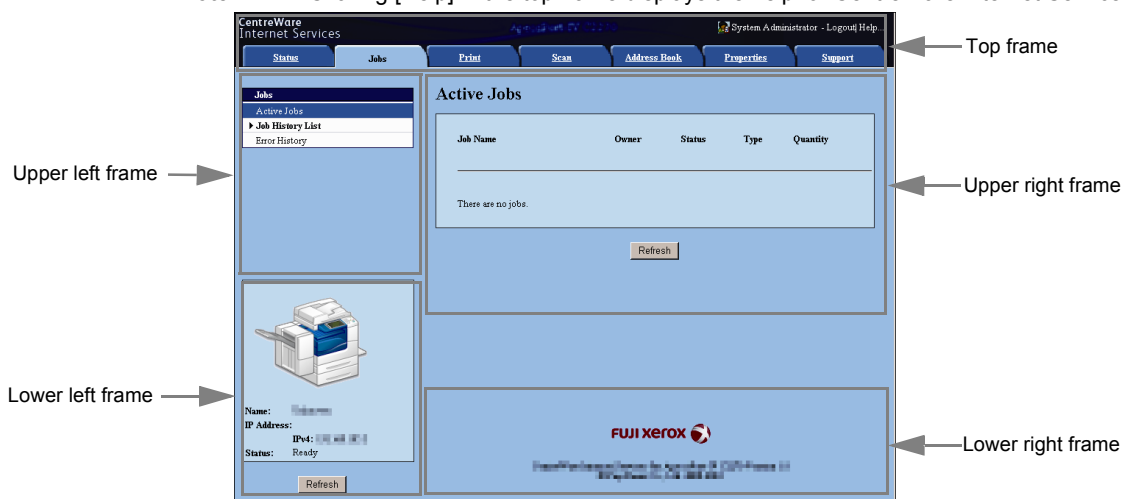 CentreWare
Internet Services
System Administrator - Logout| Help...
Status
Jobs
Print
Scan
Address Book
Properties
Support
Top frame
Jobs
Active Jobs
Job History List
Error History
Upper left frame
Active Jobs
Job Name Owner Status Type Quantity
There are no jobs.
Refresh
Upper right frame
Lower left frame
Name:
IP Address:
IPv4:
Status: Ready
Refresh
FUJI xerox
Lower right frame